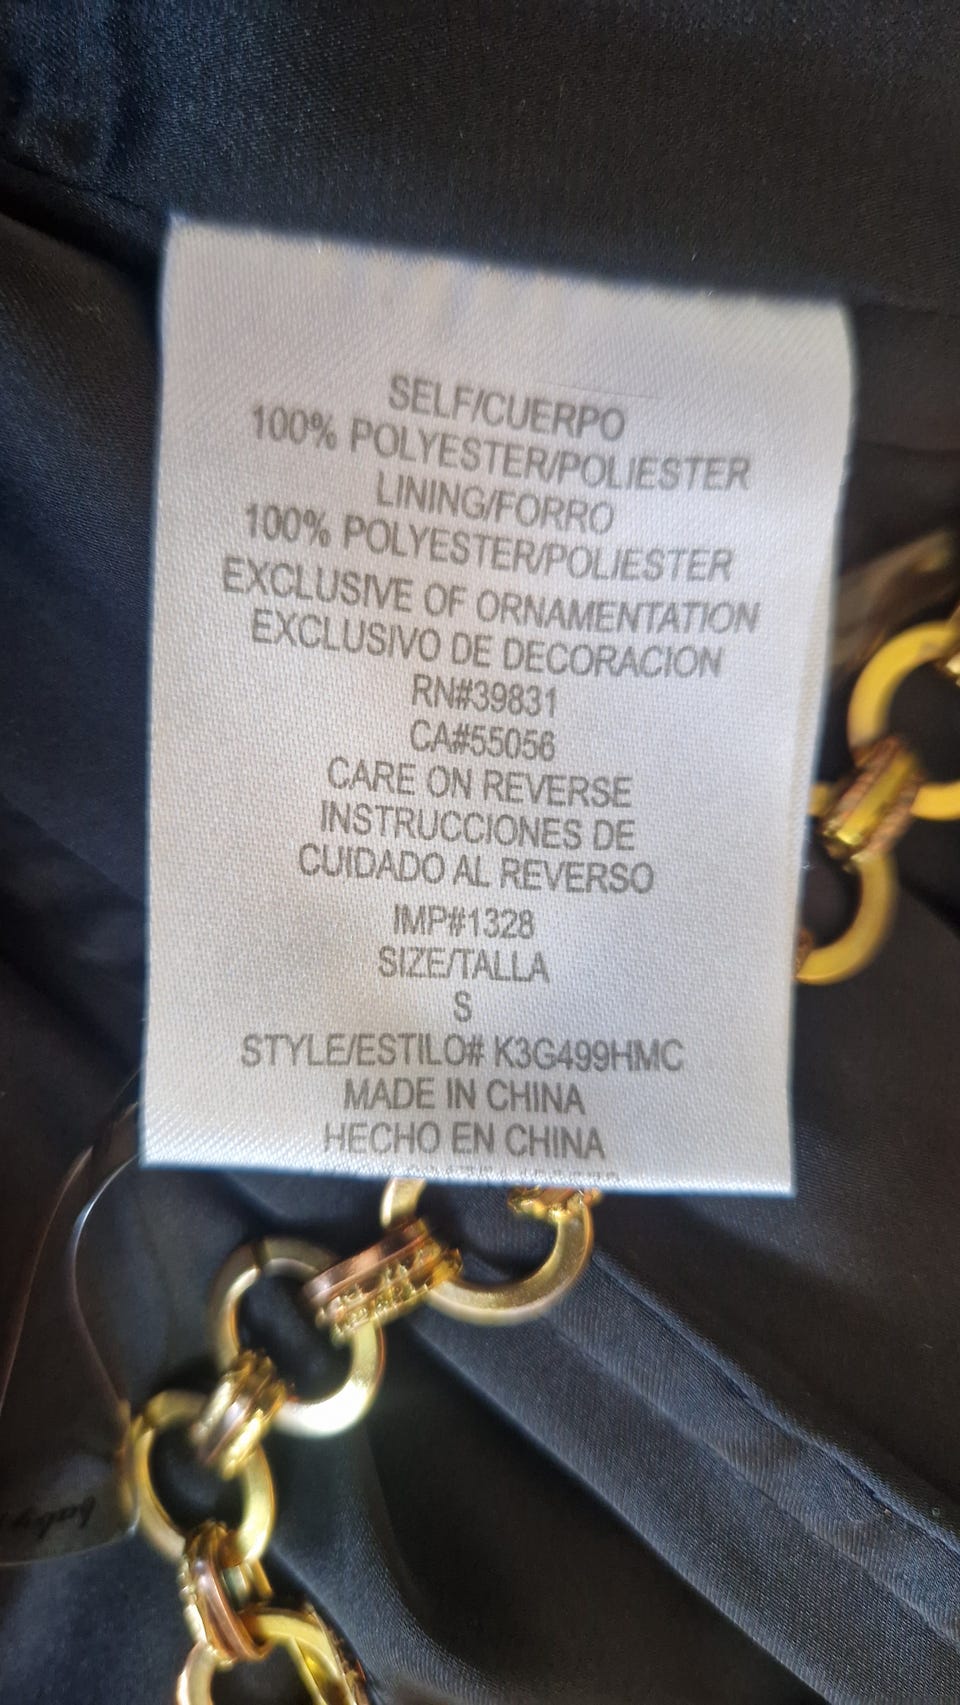 SELF/CUERPO
100% POLYESTER/POLIESTER
LINING/FORRO
100% POLYESTER/POLIESTER
EXCLUSIVE OF ORNAMENTATION
EXCLUSIVO DE DECORACION
RN#39831
CA#55056
CARE ON REVERSE
INSTRUCCIONES DE
CUIDADO AL REVERSO
IMP#1328
SIZE/TALLA
S
STYLE/ESTILO# K3G499HMC
MADE IN CHINA
HECHO EN CHINA